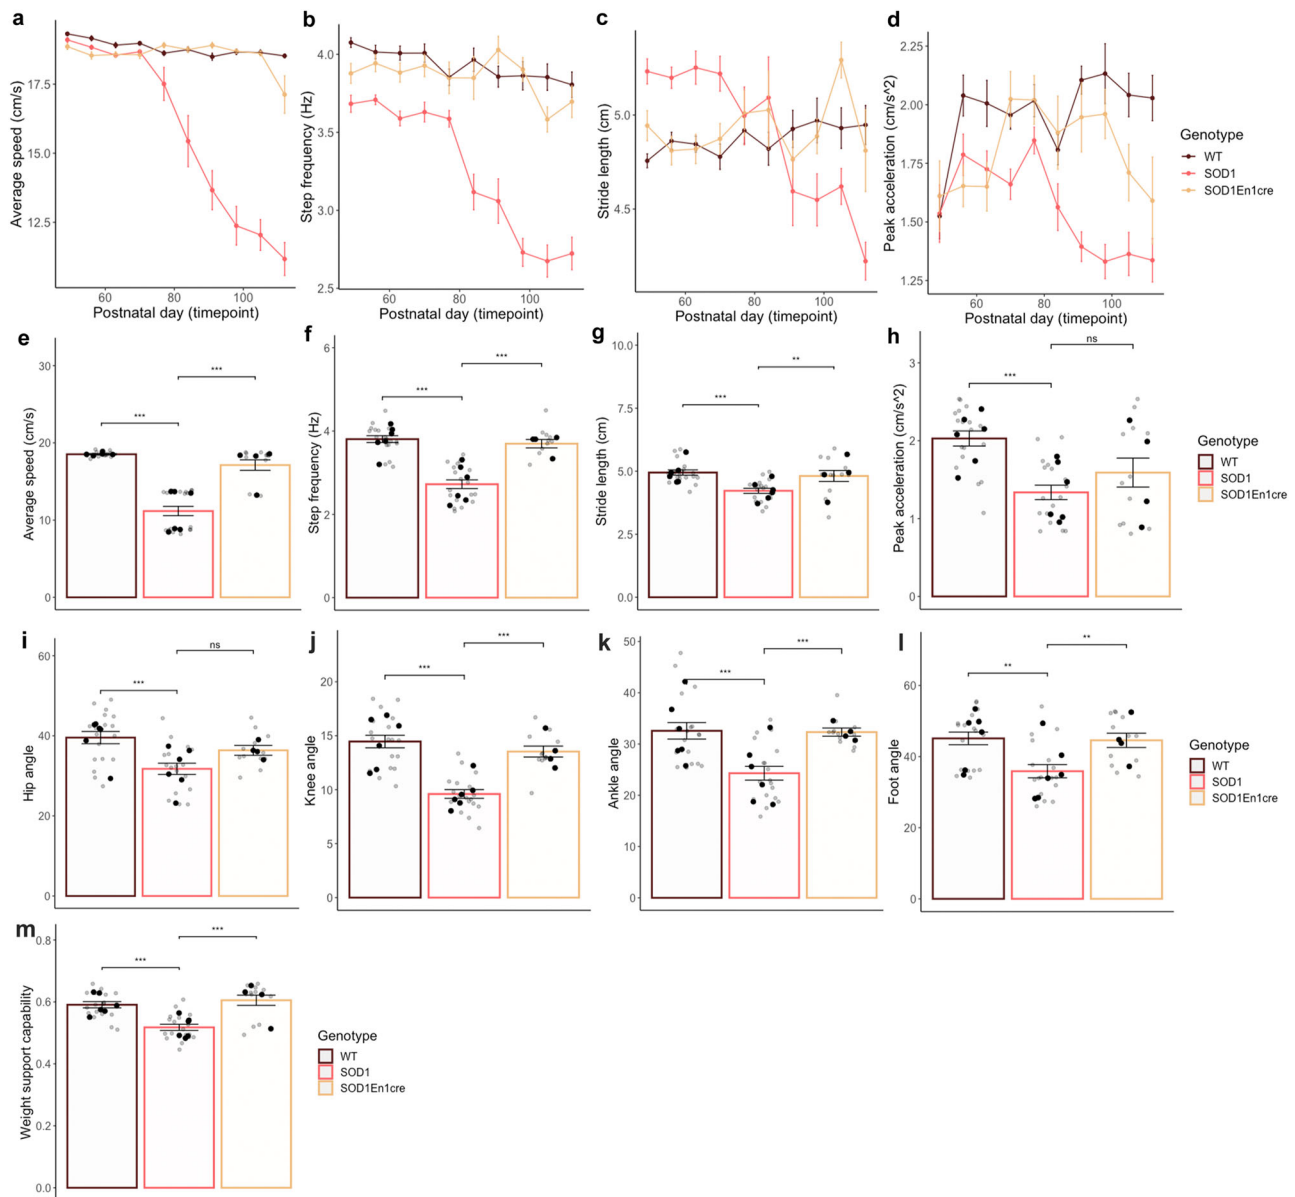 a
Average speed (cm/s)
17.5
15.0
12.5
60
80
100
Postnatal day (timepoint)
b
Step frequency (Hz)
4.0
3.5
3.0
2.5
60
80
100
Postnatal day (timepoint)
c
Stride length (cm)
5.0
4.5
60
80
100
Postnatal day (timepoint)
d
Peak acceleration (cm/s^2)
2.25
2.00
1.75
1.50
1.25
60
80
100
Postnatal day (timepoint)
Genotype
WT
SOD1
SOD1En1cre
e
Average speed (cm/s)
30
20
10
0
***
***
f
Step frequency (Hz)
6
4
2
0
***
***
g
Stride length (cm)
10.0
7.5
5.0
2.5
0.0
***
**
h
Peak acceleration (cm/s^2)
3
2
1
0
***
ns
Genotype
WT
SOD1
SOD1En1cre
i
Hip angle
60
40
20
0
***
ns
j
Knee angle
20
15
10
5
0
***
***
k
Ankle angle
50
40
30
20
10
0
***
***
l
Foot angle
60
40
20
0
**
**
Genotype
WT
SOD1
SOD1En1cre
m
Weight support capability
0.8
0.6
0.4
0.2
0.0
***
***
Genotype
WT
SOD1
SOD1En1cre